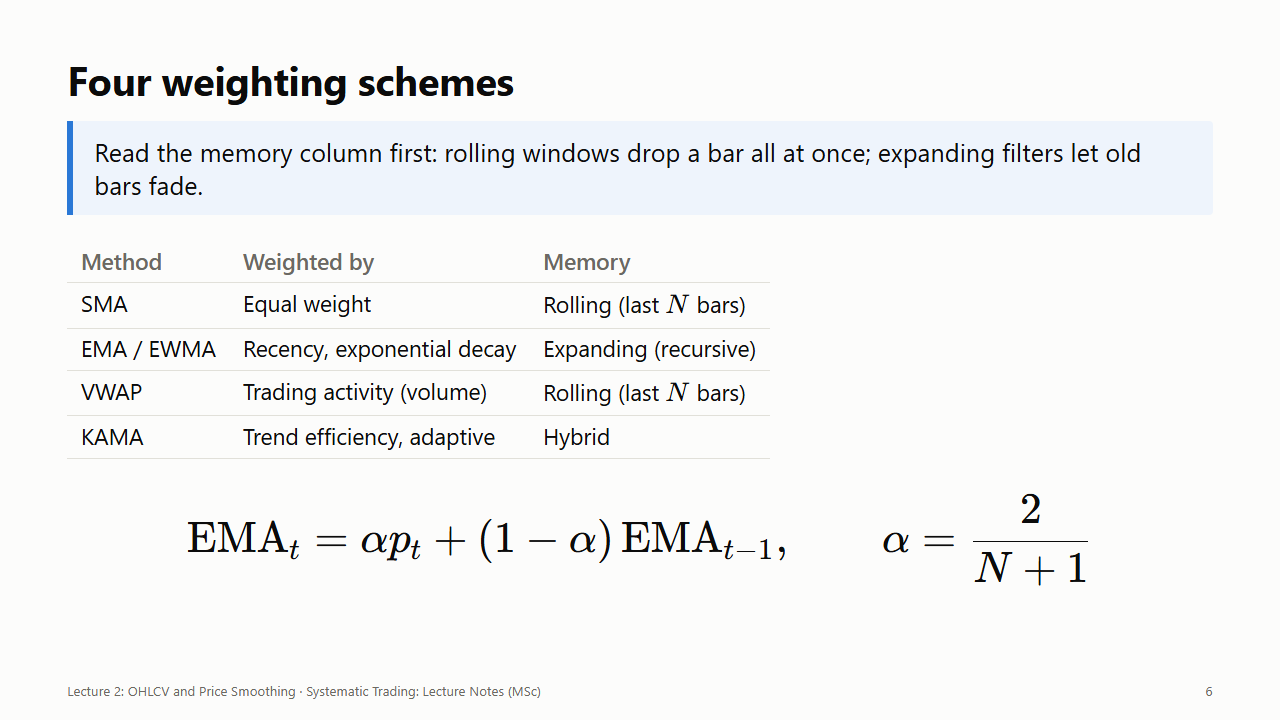 Four weighting schemes
Read the memory column first: rolling windows drop a bar all at once; expanding filters let old
bars fade.
Method Weighted by Memory
SMA Equal weight Rolling (last N bars)
EMA / EWMA Recency, exponential decay Expanding (recursive)
VWAP Trading activity (volume) Rolling (last N bars)
KAMA Trend efficiency, adaptive Hybrid
EMA_t = αp_t + (1 − α) EMA_{t−1}, α = \frac{2}{N + 1}
Lecture 2: OHLCV and Price Smoothing · Systematic Trading: Lecture Notes (MSc) 6